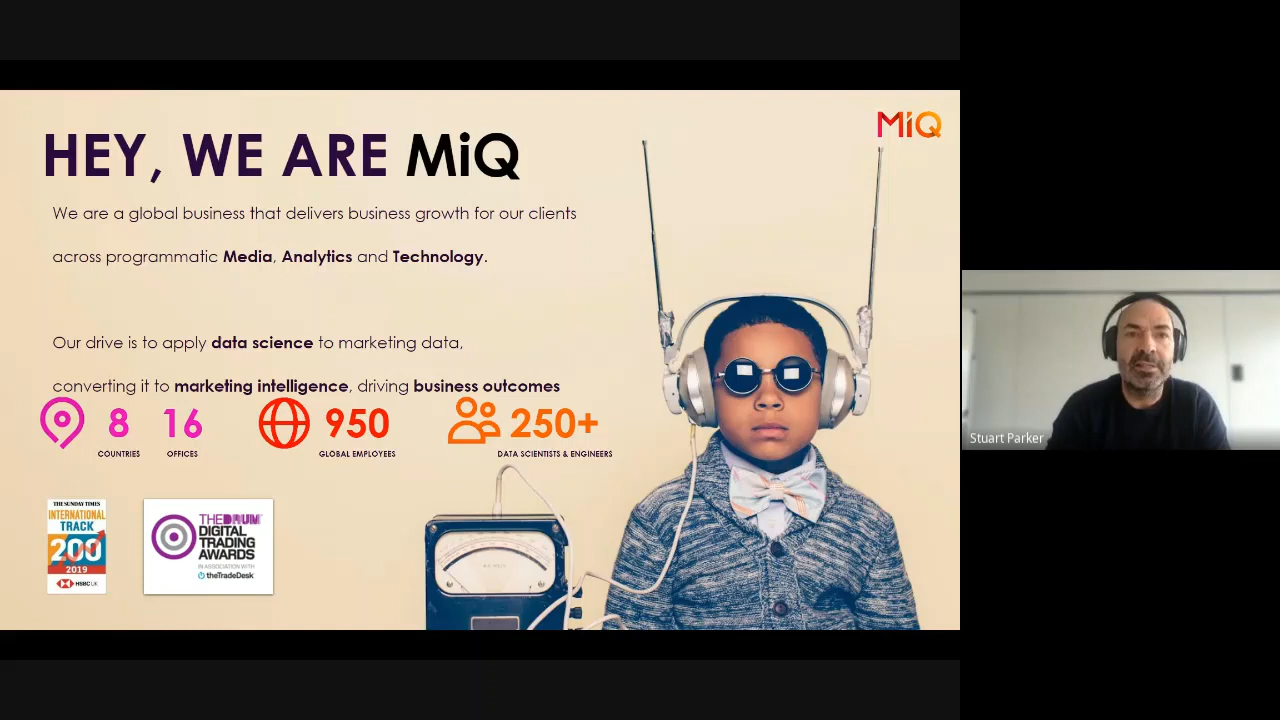 MiQ
HEY, WE ARE MiQ
We are a global business that delivers business growth for our clients
across programmatic Media, Analytics and Technology.
Our drive is to apply data science to marketing data,
converting it to marketing intelligence, driving business outcomes
8 16 950 250+
COUNTRIES OFFICES GLOBAL EMPLOYEES DATA SCIENTISTS & ENGINEERS
THE SUNDAY TIMES
INTERNATIONAL
TRACK
200
2019
HSBC UK
THEDRUM
DIGITAL
TRADING
AWARDS
IN ASSOCIATION WITH
theTradeDesk
Stuart Parker